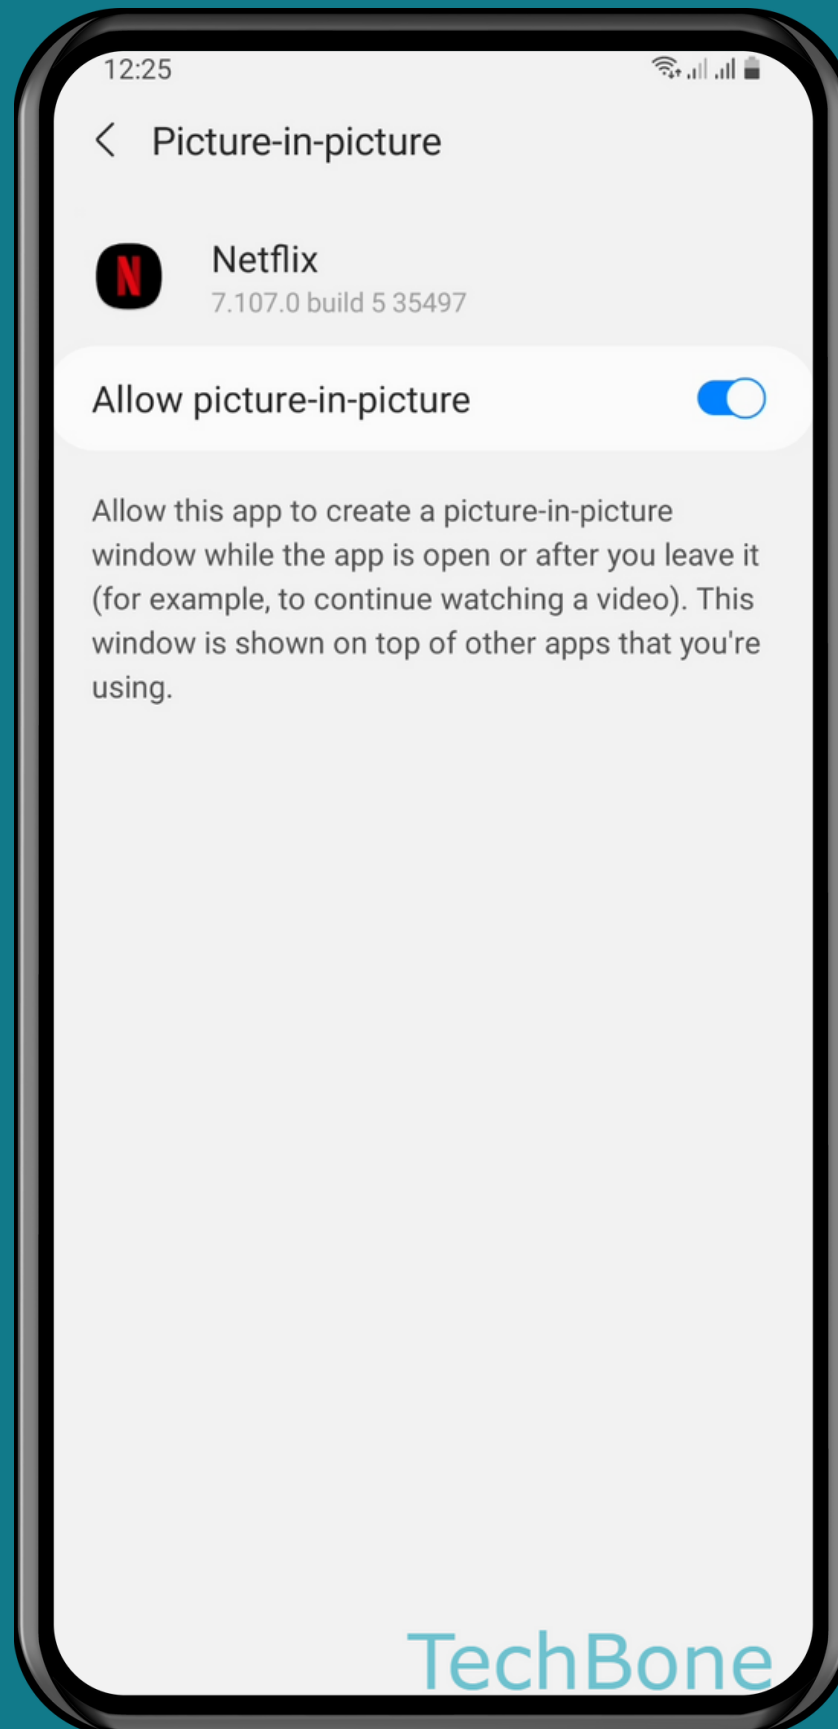 12:25
Picture-in-picture
N
Netflix
7.107.0 build 5 35497
Allow picture-in-picture
Allow this app to create a picture-in-picture
window while the app is open or after you leave it
(for example, to continue watching a video). This
window is shown on top of other apps that you're
using.
TechBone